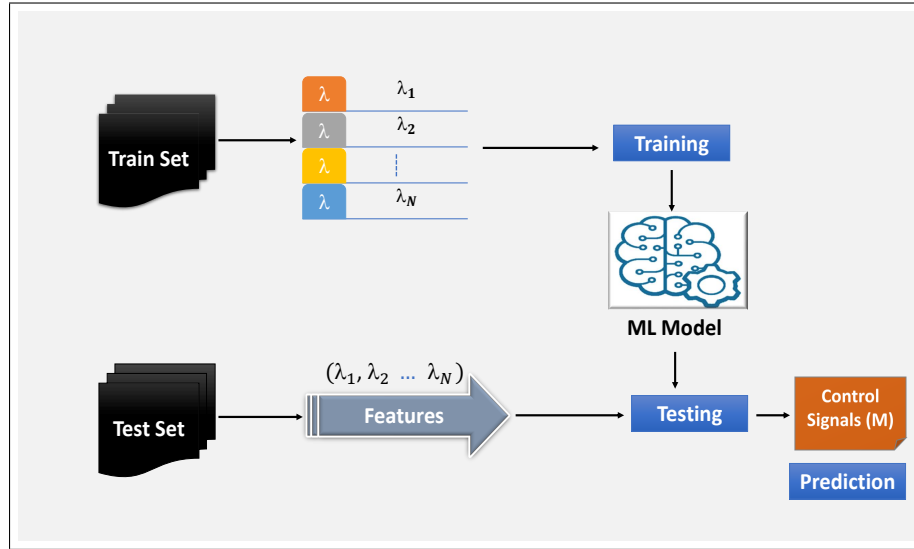 λ λ₁
λ λ₂
λ
λ λ_N
Train Set
Training
ML Model
(λ₁, λ₂ ... λ_N)
Test Set
Features
Testing
Control
Signals (M)
Prediction